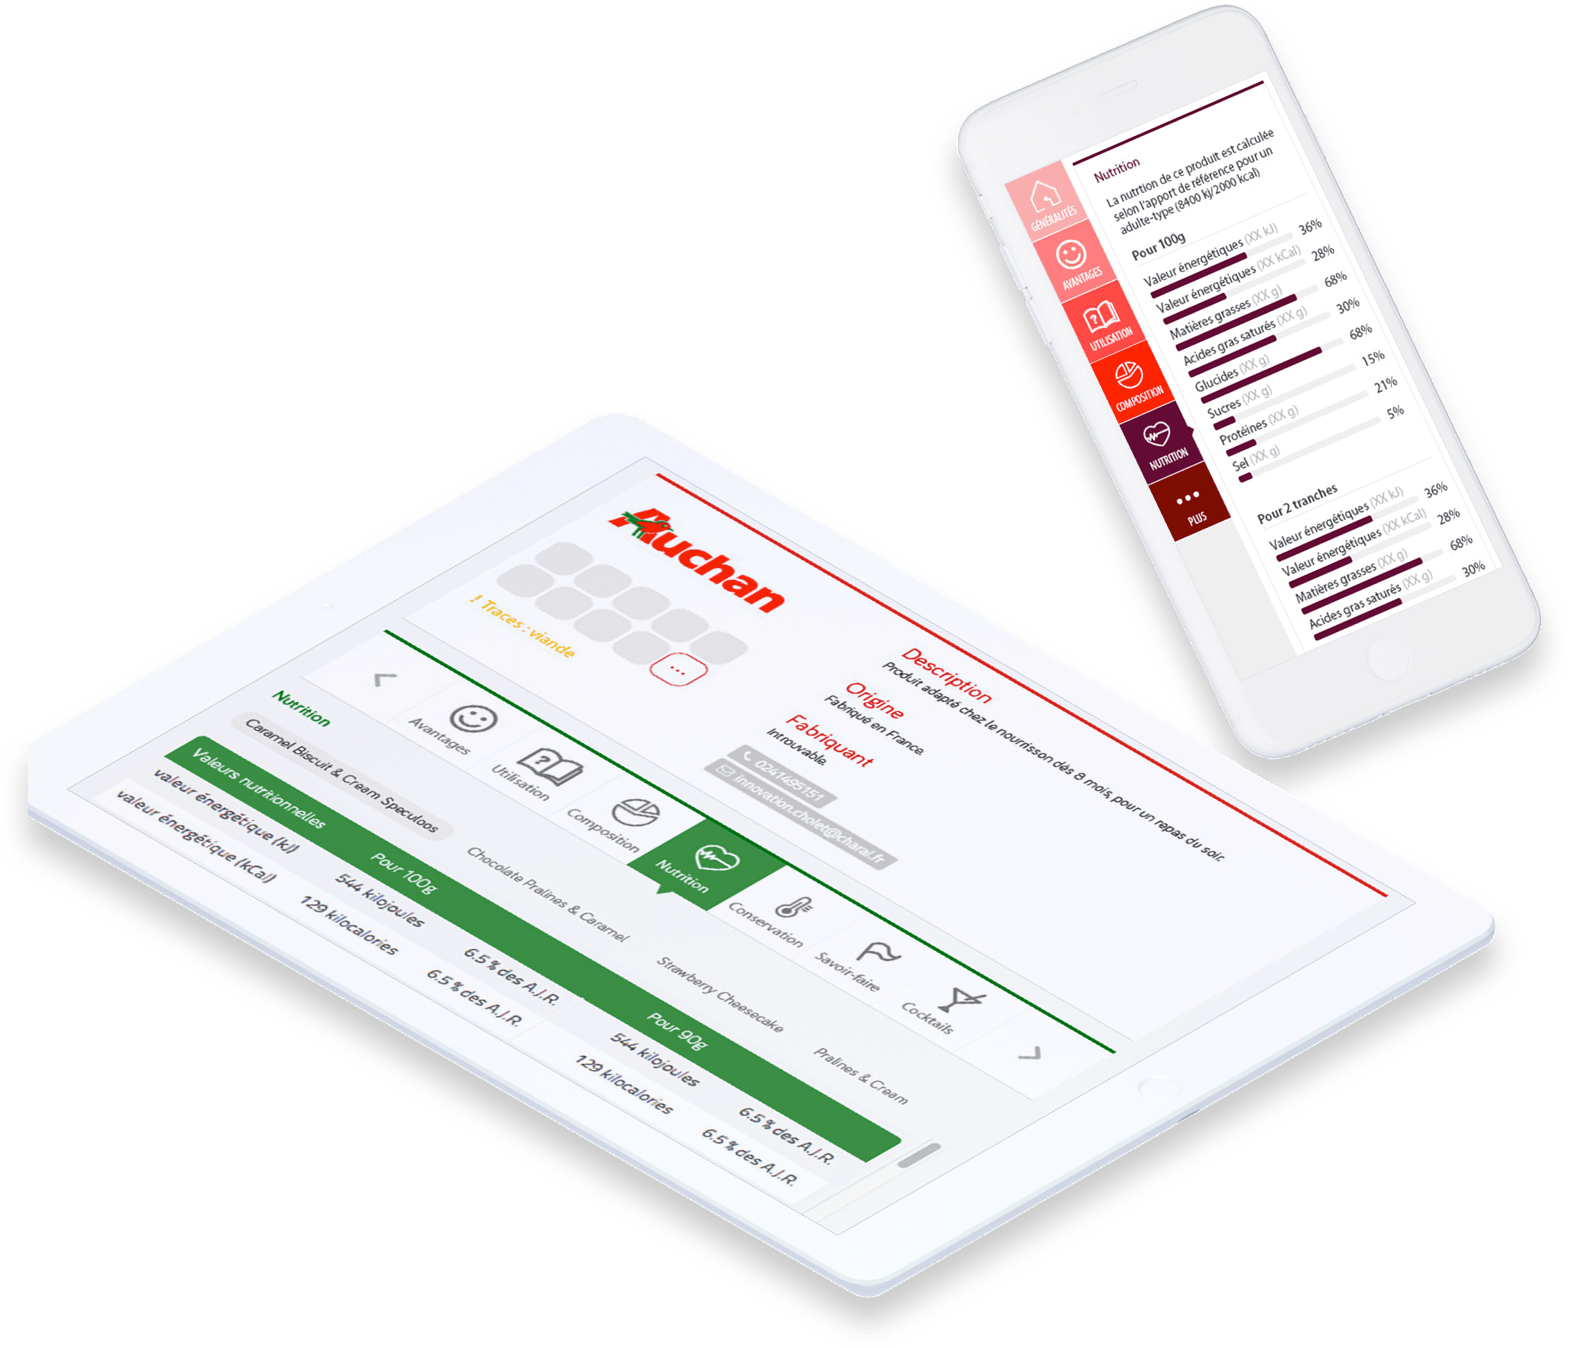 Auchan
! Traces : viande
...
Description
Produit adapté chez le nourrisson dès 8 mois, pour un repas du soir.
Origine
Fabriqué en France
Fabriquant
Introuvable
0241495151
innovation.cholet@charal.fr
Avantages
Utilisation
Composition
Nutrition
Conservation
Savoir-faire
Cocktails
Nutrition
Caramel Biscuit & Cream Speculoos
Chocolate Pralines & Caramel
Strawberry Cheesecake
Pralines & Cream
Valeurs nutritionnelles Pour 100g Pour 90g
valeur énergétique (kJ) 544 kilojoules 6.5 % des A.J.R. 544 kilojoules 6.5 % des A.J.R.
valeur énergétique (kCal) 129 kilocalories 6.5 % des A.J.R. 129 kilocalories 6.5 % des A.J.R.
GÉNÉRALITÉS
AVANTAGES
UTILISATION
COMPOSITION
NUTRITION
PLUS
Nutrition
La nutrtion de ce produit est calculée
selon l'apport de référence pour un
adulte-type (8400 kj/2000 kcal)
Pour 100g
Valeur énergétiques (XX kJ) 36%
Valeur énergétiques (XX kCal) 28%
Matières grasses (XX g) 68%
Acides gras saturés (XX g) 30%
Glucides (XX g) 68%
Sucres (XX g) 15%
Protéines (XX g) 21%
Sel (XX g) 5%
Pour 2 tranches
Valeur énergétiques (XX kJ) 36%
Valeur énergétiques (XX kCal) 28%
Matières grasses (XX g) 68%
Acides gras saturés (XX g) 30%